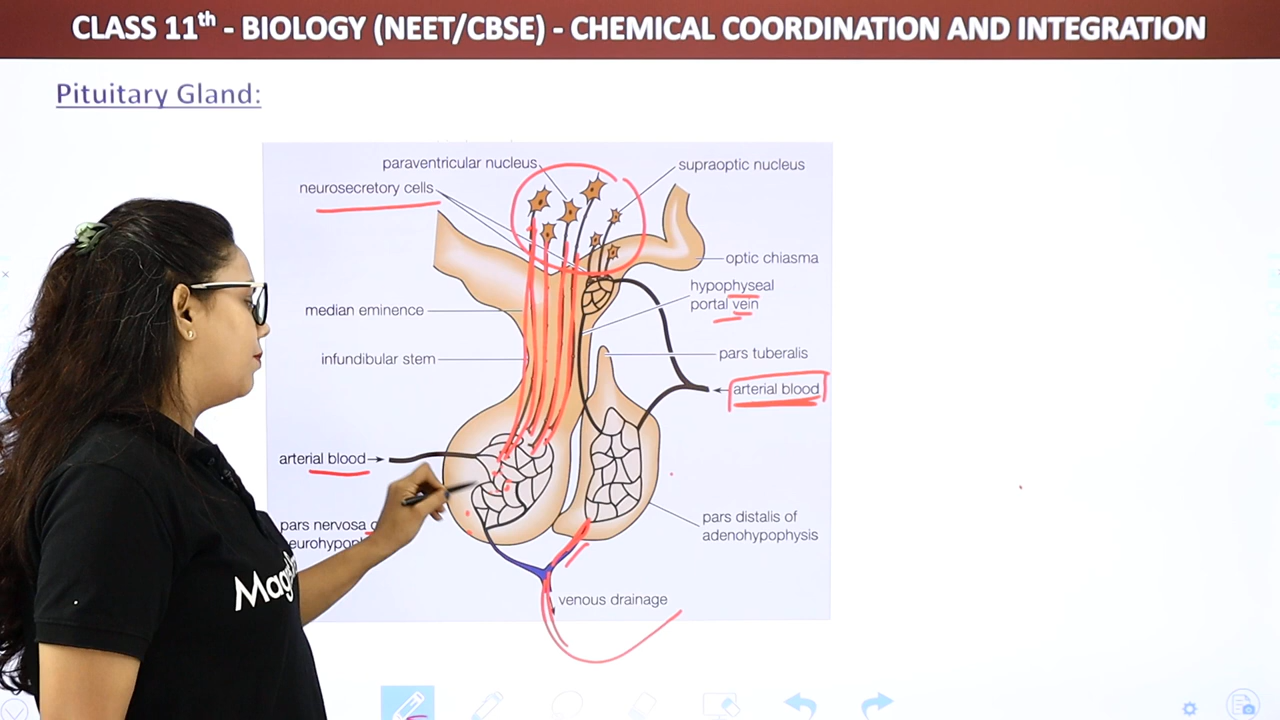 CLASS 11th - BIOLOGY (NEET/CBSE) - CHEMICAL COORDINATION AND INTEGRATION
Pituitary Gland:
paraventricular nucleus
supraoptic nucleus
neurosecretory cells
optic chiasma
hypophyseal
portal vein
median eminence
infundibular stem
pars tuberalis
arterial blood
arterial blood
pars nervosa
pars distalis of
adenohypophysis
venous drainage